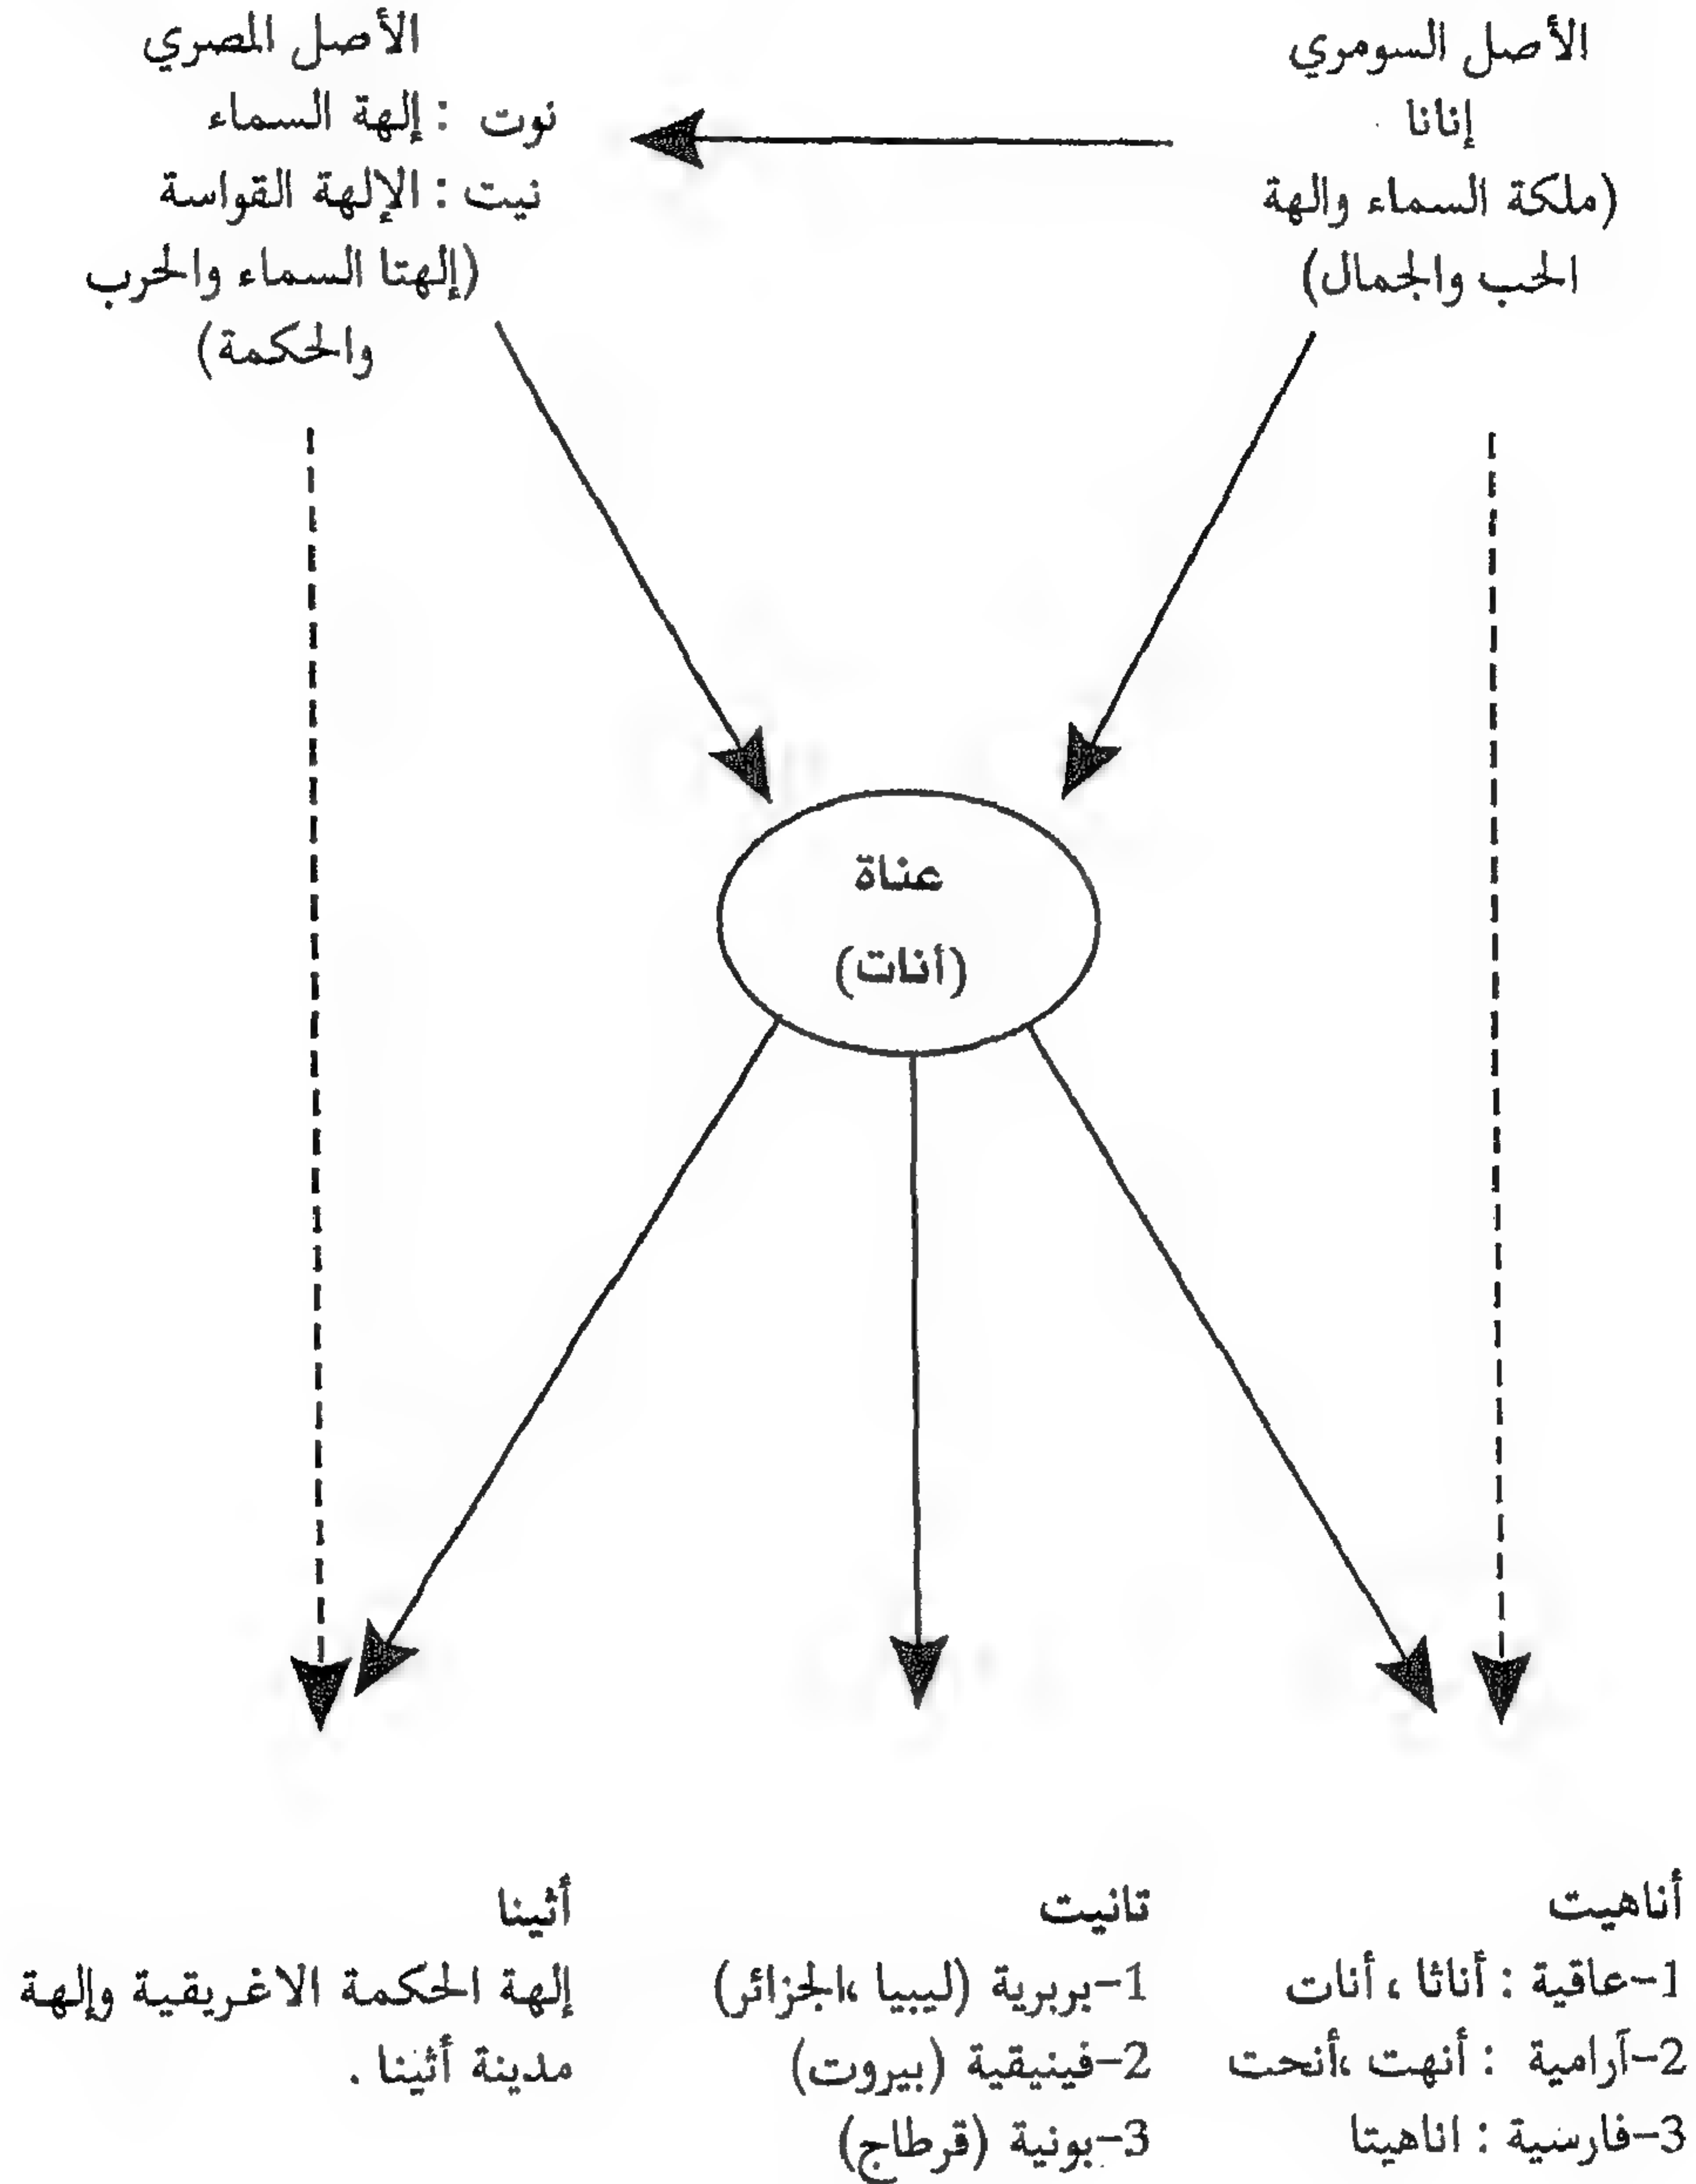 الأصل السومري
إنانا
(ملكة السماء والهة
الحب والجمال)
الأصل المصري
نوت : إلهة السماء
نيت : الإلهة القواسة
(إلهتا السماء والحرب
والحكمة)
عناة
(أنات)
أناهيت
1-عاقية : أناثا ، أنات
2-آرامية : أنهت ،أنحت
3-فارسية : اناهيتا
تانيت
1-بربرية (ليبيا ،الجزائر)
2-فينيقية (بيروت)
3-بونية (قرطاج)
أثينا
إلهة الحكمة الاغريقية وإلهة
مدينة أثينا .